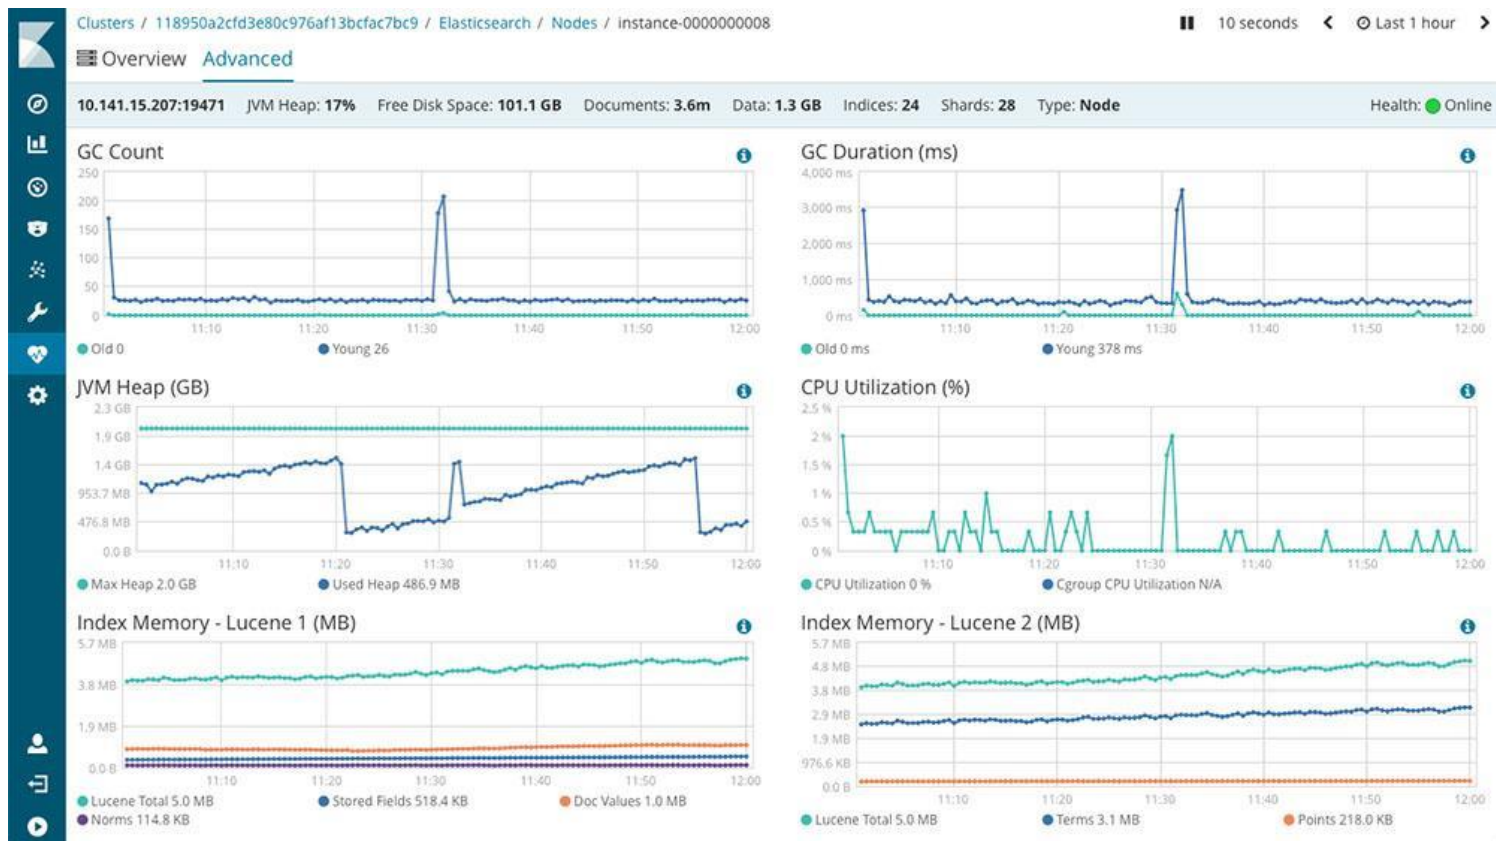 Clusters / 118950a2cfd3e80c976af13bcfac7bc9 / Elasticsearch / Nodes / instance-0000000008
10 seconds
Last 1 hour
Overview Advanced
10.141.15.207:19471 JVM Heap: 17% Free Disk Space: 101.1 GB Documents: 3.6m Data: 1.3 GB Indices: 24 Shards: 28 Type: Node Health: Online
GC Count
250
200
150
100
50
0
11:10 11:20 11:30 11:40 11:50 12:00
Old 0 Young 26
GC Duration (ms)
4,000 ms
3,000 ms
2,000 ms
1,000 ms
0 ms
11:10 11:20 11:30 11:40 11:50 12:00
Old 0 ms Young 378 ms
JVM Heap (GB)
2.3 GB
1.9 GB
1.4 GB
953.7 MB
476.8 MB
0.0 B
11:10 11:20 11:30 11:40 11:50 12:00
Max Heap 2.0 GB Used Heap 486.9 MB
CPU Utilization (%)
2.5 %
2 %
1.5 %
1 %
0.5 %
0 %
11:10 11:20 11:30 11:40 11:50 12:00
CPU Utilization 0 % Cgroup CPU Utilization N/A
Index Memory - Lucene 1 (MB)
5.7 MB
3.8 MB
1.9 MB
0.0 B
11:10 11:20 11:30 11:40 11:50 12:00
Lucene Total 5.0 MB Stored Fields 518.4 KB Doc Values 1.0 MB
Norms 114.8 KB
Index Memory - Lucene 2 (MB)
5.7 MB
4.8 MB
3.8 MB
2.9 MB
1.9 MB
976.6 KB
0.0 B
11:10 11:20 11:30 11:40 11:50 12:00
Lucene Total 5.0 MB Terms 3.1 MB Points 218.0 KB